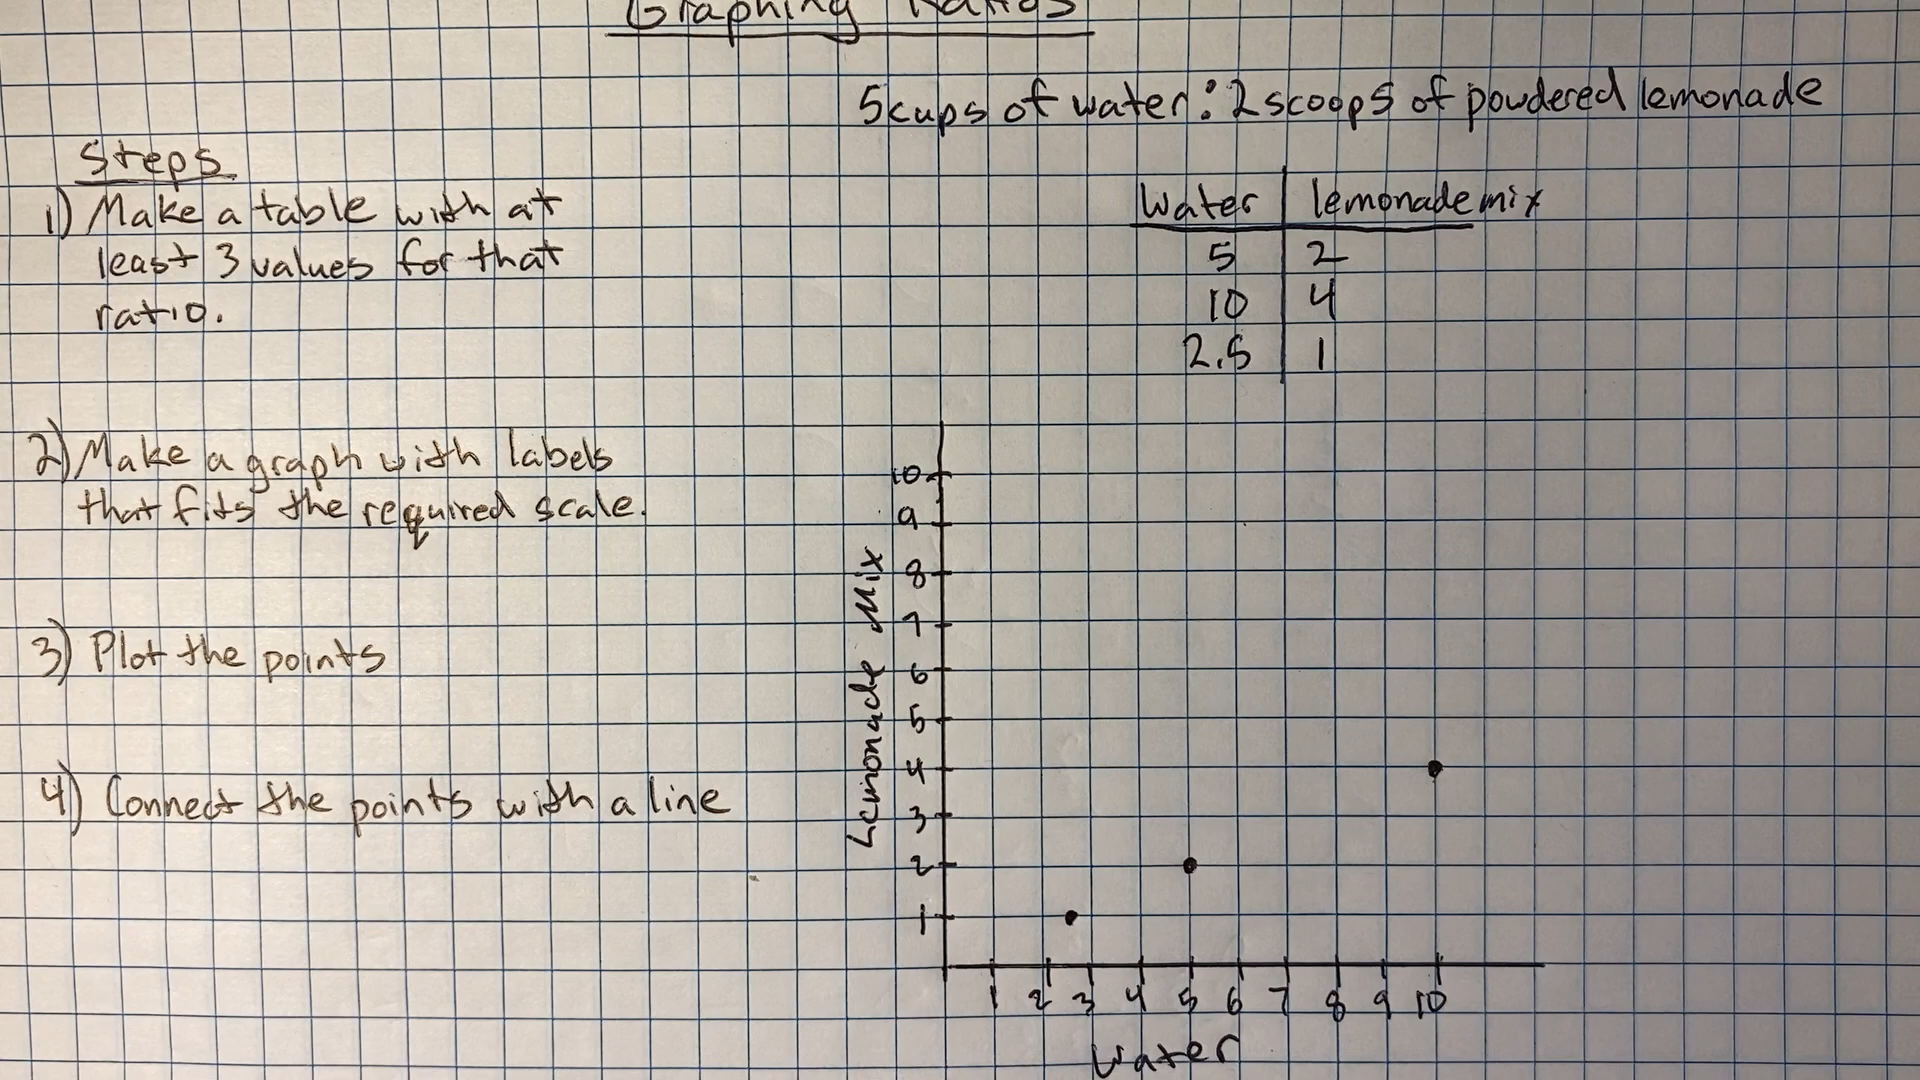 Graphing Ratios
5cups of water: 2 scoops of powdered lemonade
Steps
1) Make a table with at
least 3 values for that
ratio.
Water lemonade mix
5 2
10 4
2.5 1
2) Make a graph with labels
that fits the required scale.
3) Plot the points
4) Connect the points with a line
Lemonade Mix
10
9
8
7
6
5
4
3
2
1
1 2 3 4 5 6 7 8 9 10
Water